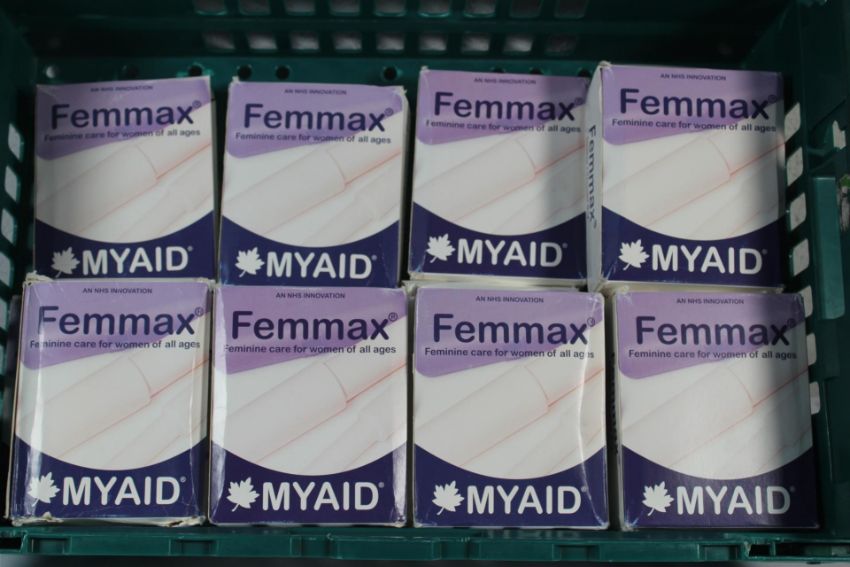 AN NHS INNOVATION
Femmax®
Feminine care for women of all ages
MYAID®
AN NHS INNOVATION
Femmax®
Feminine care for women of all ages
MYAID®
AN NHS INNOVATION
Femmax®
Feminine care for women of all ages
MYAID®
Femmax®
AN NHS INNOVATION
Femmax®
Feminine care for women of all ages
MYAID®
AN NHS INNOVATION
Femmax®
Feminine care for women of all ages
MYAID®
AN NHS INNOVATION
Femmax®
Feminine care for women of all ages
MYAID®
AN NHS INNOVATION
Femmax®
Feminine care for women of all ages
MYAID®
AN NHS INNOVATION
Femmax®
Feminine care for women of all ages
MYAID®